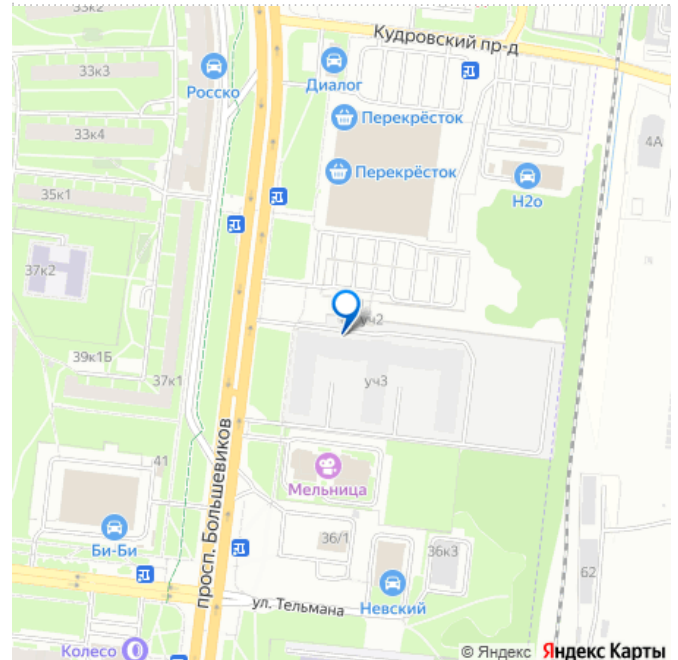 33к2
Кудровский пр-д
33к3
Росско
Диалог
Перекрёсток
33к4
4А
Перекрёсток
35к1
Н2о
37к2
уч2
39к1Б
37к1
уч3
просп. Большевиков
41
Мельница
Би-Би
36/1
36к3
62
ул. Тельмана
Невский
Колесо
© Яндекс Яндекс Карты